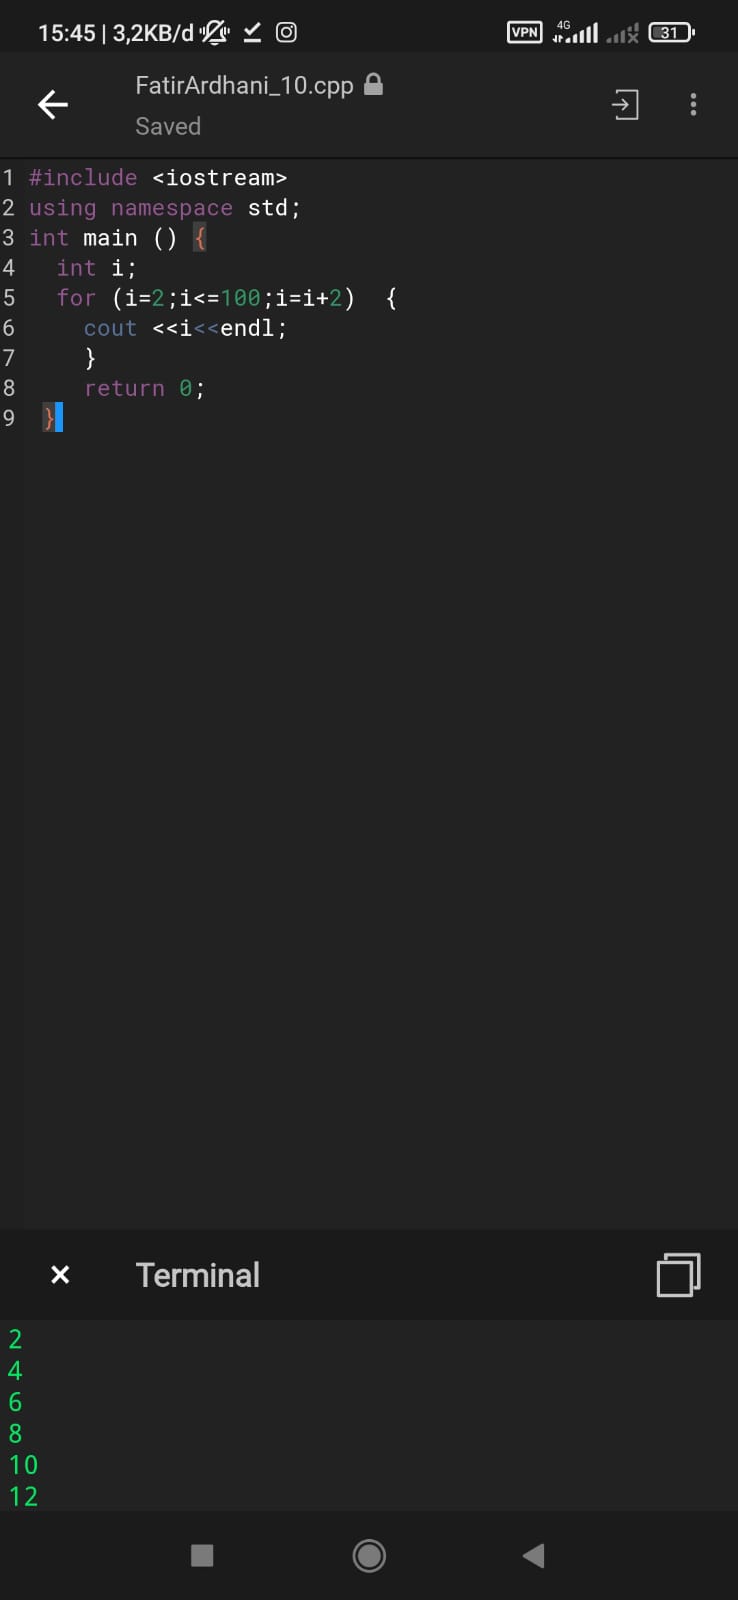 15:45 | 3,2KB/d VPN 4G 31
FatirArdhani_10.cpp
Saved
1 #include <iostream>
2 using namespace std;
3 int main () {
4   int i;
5   for (i=2;i<=100;i=i+2)  {
6     cout <<i<<endl;
7     }
8     return 0;
9  }
× Terminal
2
4
6
8
10
12